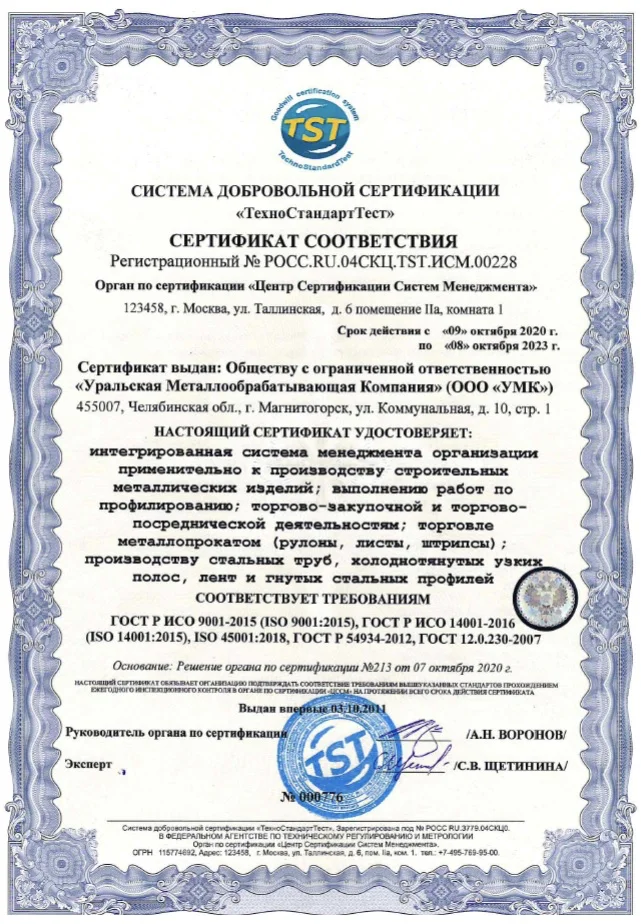 Goodwill certification system
TST
TechnoStandardTest
СИСТЕМА ДОБРОВОЛЬНОЙ СЕРТИФИКАЦИИ
«ТехноСтандартТест»
СЕРТИФИКАТ СООТВЕТСТВИЯ
Регистрационный № РОСС.RU.04СКЦ.TST.ИСМ.00228
Орган по сертификации «Центр Сертификации Систем Менеджмента»
123458, г. Москва, ул. Таллинская, д. 6 помещение IIа, комната 1
Срок действия с «09» октября 2020 г.
по «08» октября 2023 г.
Сертификат выдан: Обществу с ограниченной ответственностью
«Уральская Металлообрабатывающая Компания» (ООО «УМК»)
455007, Челябинская обл., г. Магнитогорск, ул. Коммунальная, д. 10, стр. 1
НАСТОЯЩИЙ СЕРТИФИКАТ УДОСТОВЕРЯЕТ:
интегрированная система менеджмента организации
применительно к производству строительных
металлических изделий; выполнению работ по
профилированию; торгово-закупочной и торгово-
посреднической деятельностям; торговле
металлопрокатом (рулоны, листы, штрипсы);
производству стальных труб, холоднотянутых узких
полос, лент и гнутых стальных профилей
СООТВЕТСТВУЕТ ТРЕБОВАНИЯМ
ГОСТ Р ИСО 9001-2015 (ISO 9001:2015), ГОСТ Р ИСО 14001-2016
(ISO 14001:2015), ISO 45001:2018, ГОСТ Р 54934-2012, ГОСТ 12.0.230-2007
Основание: Решение органа по сертификации №213 от 07 октября 2020 г.
НАСТОЯЩИЙ СЕРТИФИКАТ ОБЯЗЫВАЕТ ОРГАНИЗАЦИЮ ПОДТВЕРЖДАТЬ СООТВЕТСТВИЕ ТРЕБОВАНИЯМ ВЫШЕУКАЗАННЫХ СТАНДАРТОВ ПРОХОЖДЕНИЕМ
ЕЖЕГОДНОГО ИНСПЕКЦИОННОГО КОНТРОЛЯ В ОРГАНЕ ПО СЕРТИФИКАЦИИ «ЦССМ» НА ПРОТЯЖЕНИИ ВСЕГО СРОКА ДЕЙСТВИЯ СЕРТИФИКАТА
Выдан впервые 03.10.2011
Руководитель органа по сертификации /А.Н. ВОРОНОВ/
TST
Эксперт /С.В. ЩЕТИНИНА/
№ 000776
Система добровольной сертификации «ТехноСтандартТест», Зарегистрирована под № РОСС RU.3779.04СКЦ0.
В ФЕДЕРАЛЬНОМ АГЕНТСТВЕ ПО ТЕХНИЧЕСКОМУ РЕГУЛИРОВАНИЮ И МЕТРОЛОГИИ
Орган по сертификации «Центр Сертификации Систем Менеджмента».
ОГРН 115774692, Адрес: 123458, г. Москва, ул. Таллинская, д. 6, пом. IIа, ком. 1. тел.: +7-495-769-95-00.